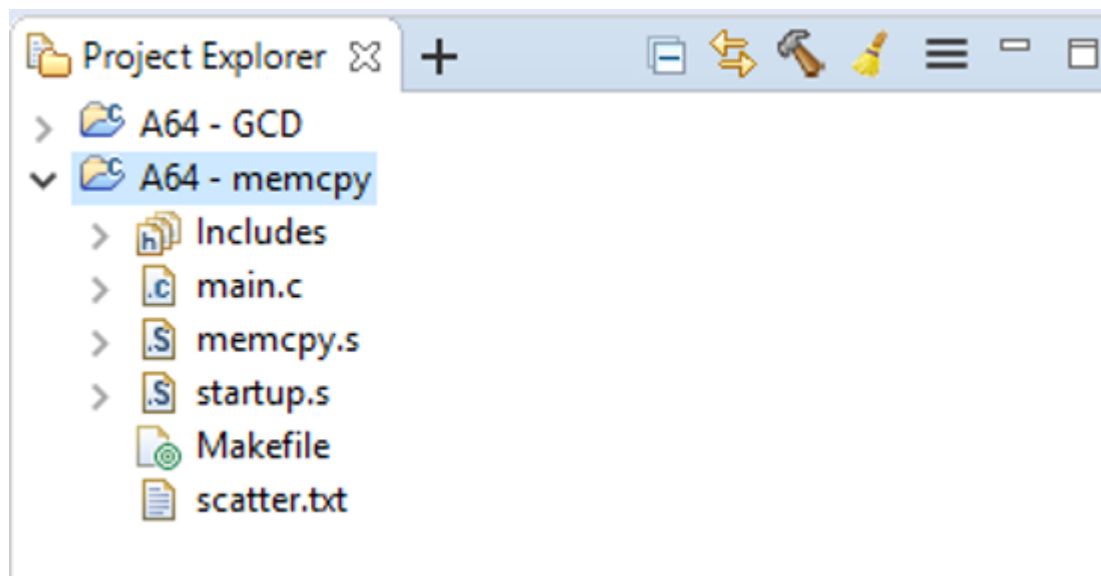 Project Explorer
A64 - GCD
A64 - memcpy
Includes
.c main.c
.S memcpy.s
.S startup.s
Makefile
scatter.txt